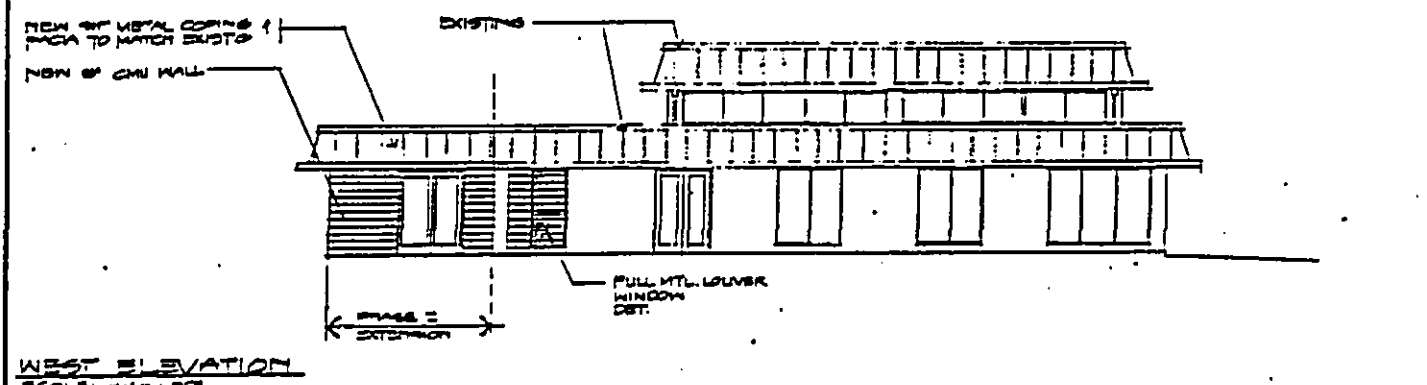 NEW METAL COPING &
FACIA TO MATCH EXIST'G
NEW CMU WALL
EXISTING
FULL MTL. LOUVER
WINDOW
PHASE
EXTENSION
WEST ELEVATION